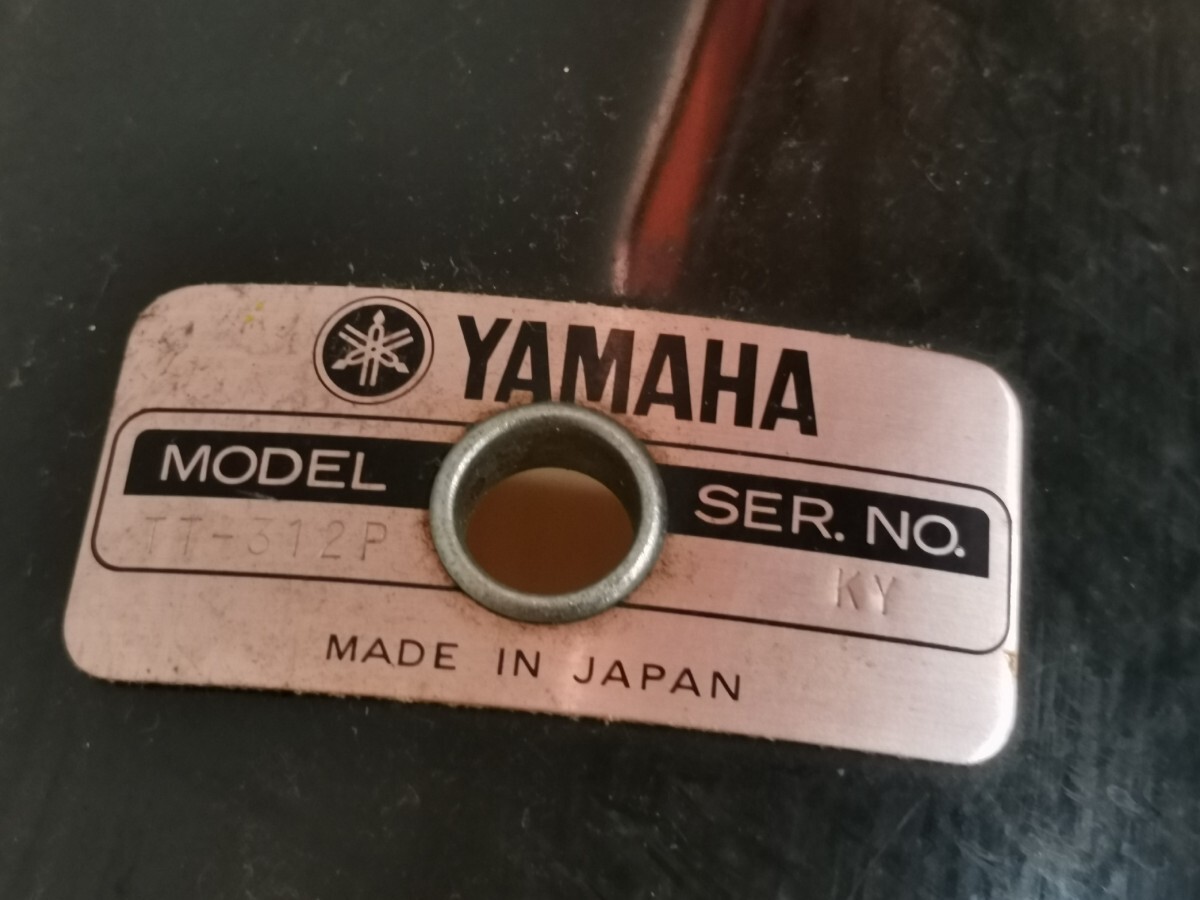 YAMAHA
MODEL SER. NO.
TT-312P KY
MADE IN JAPAN